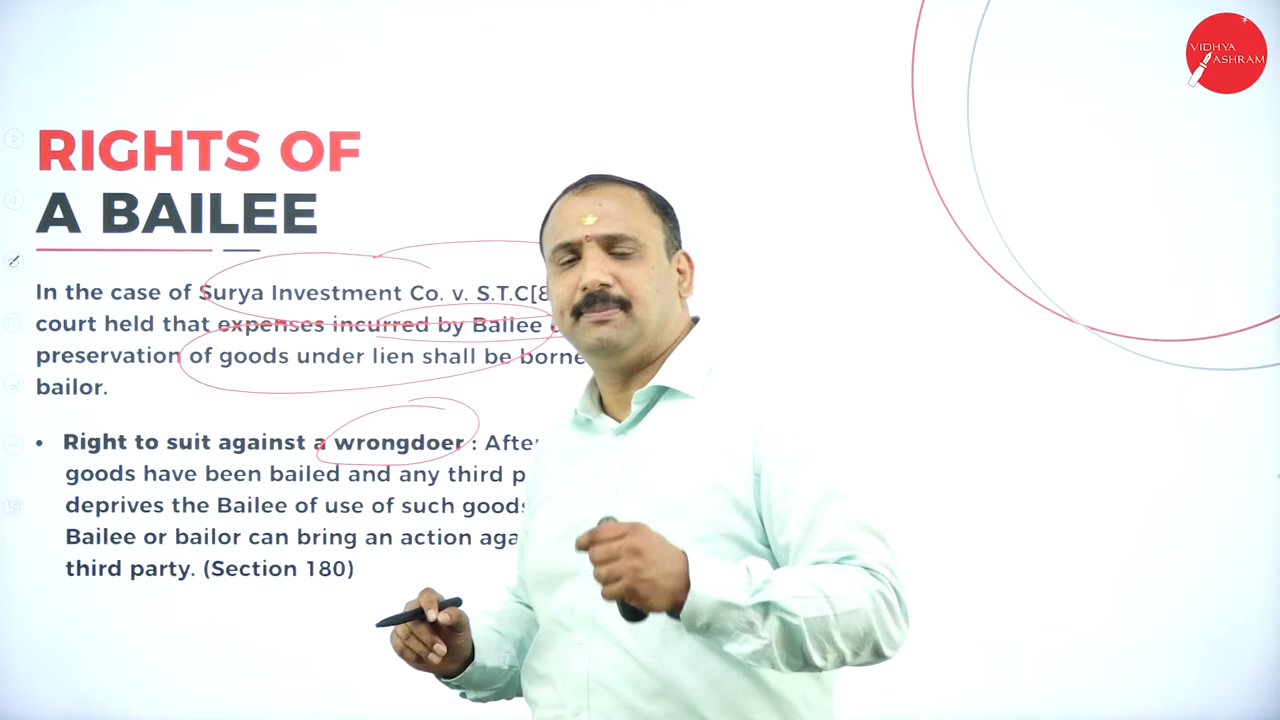 VIDHYA
ASHRAM
RIGHTS OF
A BAILEE
In the case of Surya Investment Co. v. S.T.C[8
court held that expenses incurred by Bailee
preservation of goods under lien shall be borne
bailor.
• Right to suit against a wrongdoer : After
goods have been bailed and any third p
deprives the Bailee of use of such goods
Bailee or bailor can bring an action aga
third party. (Section 180)